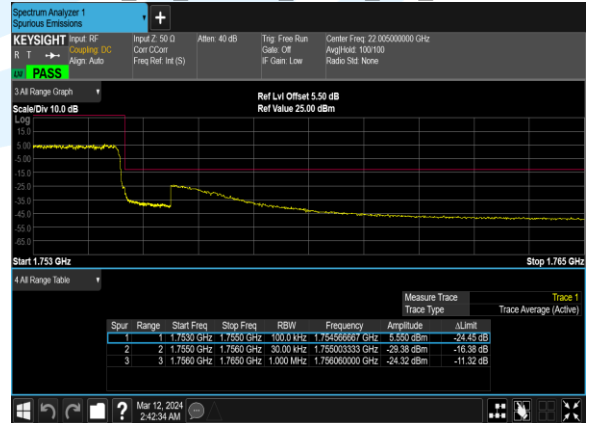 Spectrum Analyzer 1
Spurious Emissions
KEYSIGHT Input: RF Input Z: 50 Ω Atten: 40 dB Trig: Free Run Center Freq: 22.005000000 GHz
R T Coupling: DC Corr CCorr Gate: Off Avg|Hold: 100/100
Align: Auto Freq Ref: Int (S) IF Gain: Low Radio Std: None
PASS
3 All Range Graph
Ref Lvl Offset 5.50 dB
Scale/Div 10.0 dB Ref Value 25.00 dBm
Log
15.0
5.00
-5.00
-15.0
-25.0
-35.0
-45.0
-55.0
-65.0
Start 1.753 GHz Stop 1.765 GHz
4 All Range Table
Measure Trace Trace 1
Trace Type Trace Average (Active)
Spur Range Start Freq Stop Freq RBW Frequency Amplitude ΔLimit
1 1 1.7530 GHz 1.7550 GHz 100.0 kHz 1.754566667 GHz 5.550 dBm -24.45 dB
2 2 1.7550 GHz 1.7560 GHz 30.00 kHz 1.755003333 GHz -29.38 dBm -16.38 dB
3 3 1.7560 GHz 1.7650 GHz 1.000 MHz 1.756060000 GHz -24.32 dBm -11.32 dB
Mar 12, 2024
2:42:34 AM